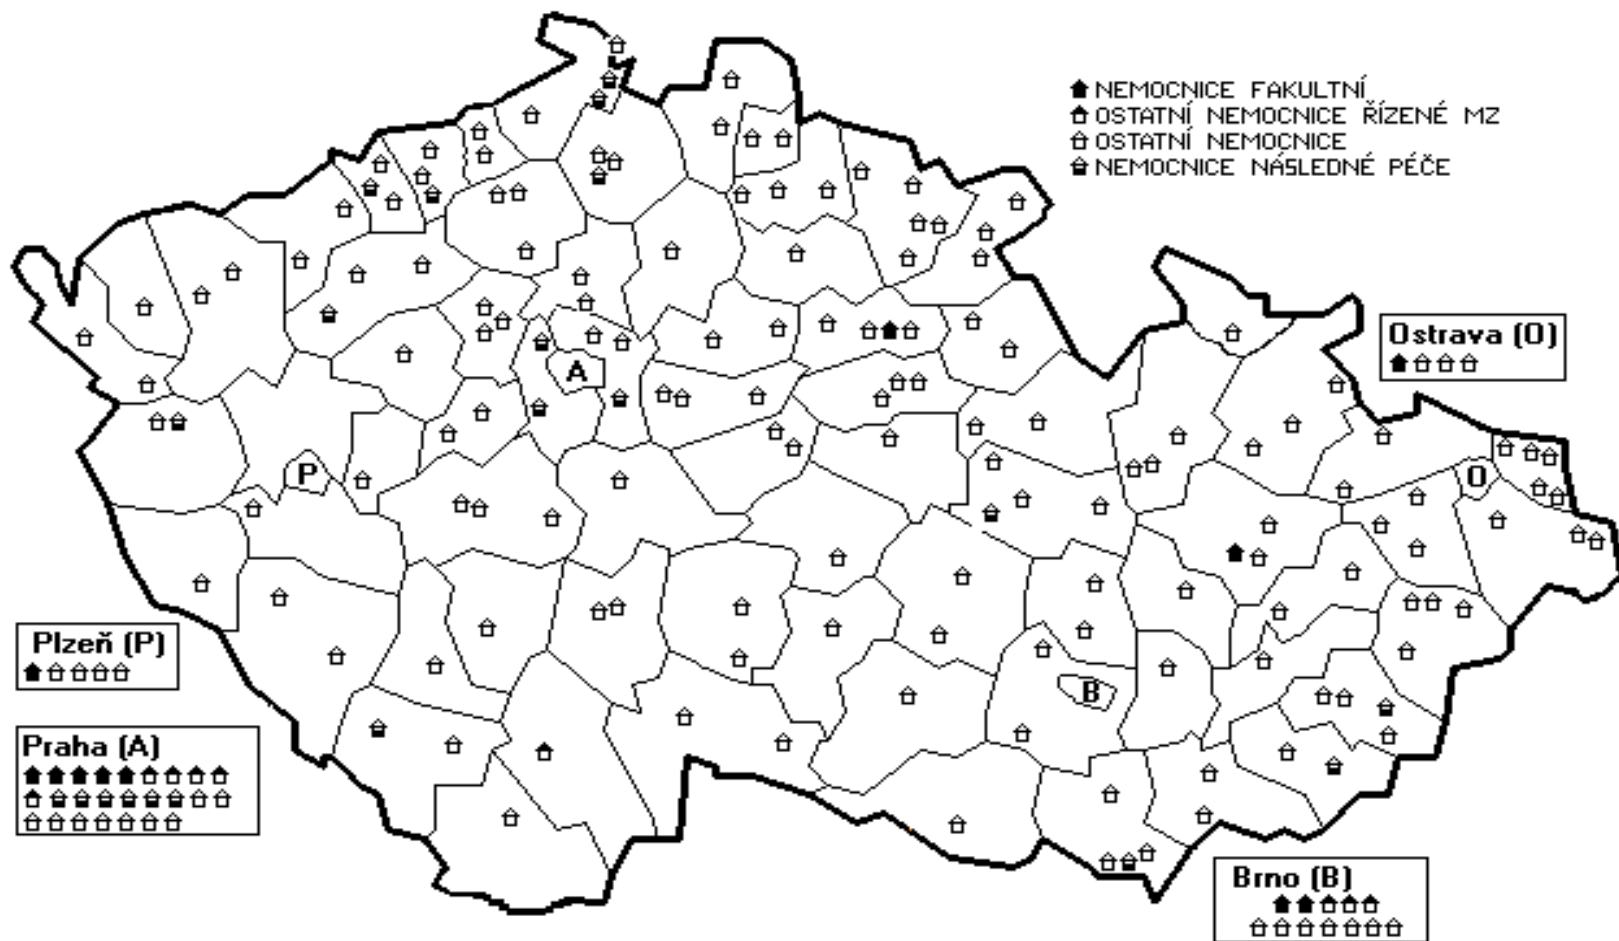 NEMOCNICE FAKULTNÍ
OSTATNÍ NEMOCNICE ŘÍZENÉ MZ
OSTATNÍ NEMOCNICE
NEMOCNICE NÁSLEDNÉ PÉČE
Ostrava (O)
A
P
O
B
Plzeň (P)
Praha (A)
Brno (B)